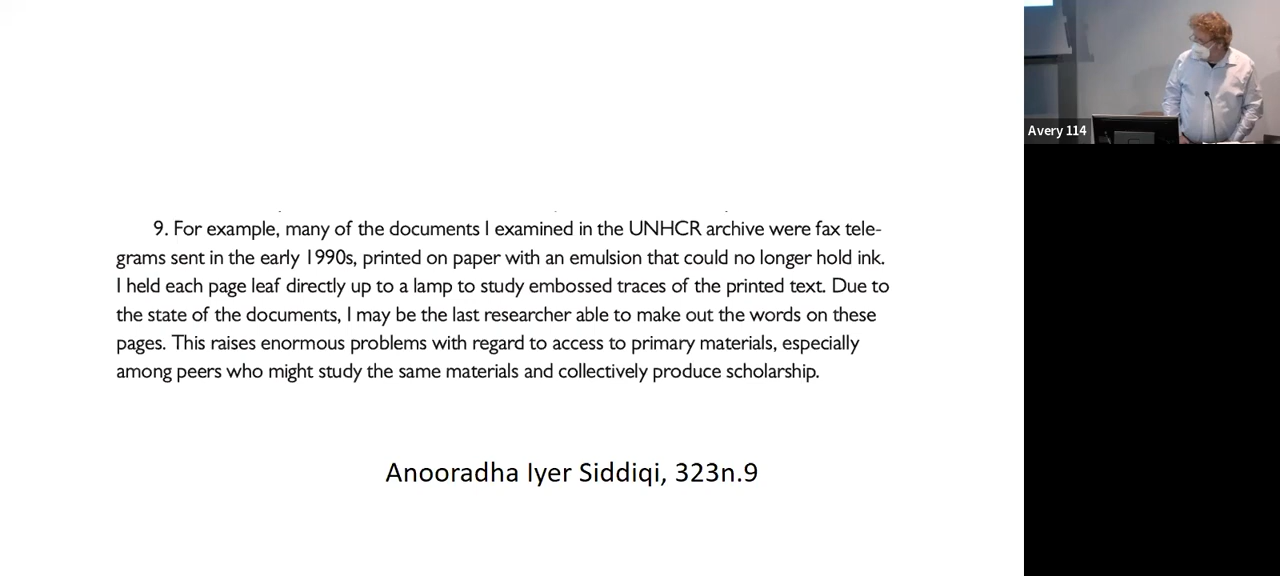 9. For example, many of the documents I examined in the UNHCR archive were fax tele-
grams sent in the early 1990s, printed on paper with an emulsion that could no longer hold ink.
I held each page leaf directly up to a lamp to study embossed traces of the printed text. Due to
the state of the documents, I may be the last researcher able to make out the words on these
pages. This raises enormous problems with regard to access to primary materials, especially
among peers who might study the same materials and collectively produce scholarship.
Anooradha Iyer Siddiqi, 323n.9
Avery 114